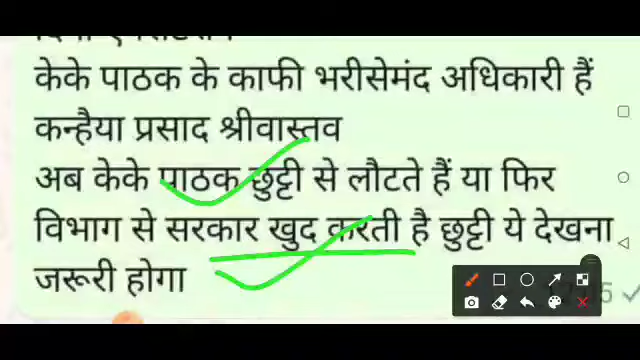 केके पाठक के काफी भरीसेमंद अधिकारी हैं
कन्हैया प्रसाद श्रीवास्तव
अब केके पाठक छुट्टी से लौटते हैं या फिर
विभाग से सरकार खुद करती है छुट्टी ये देखना
जरूरी होगा